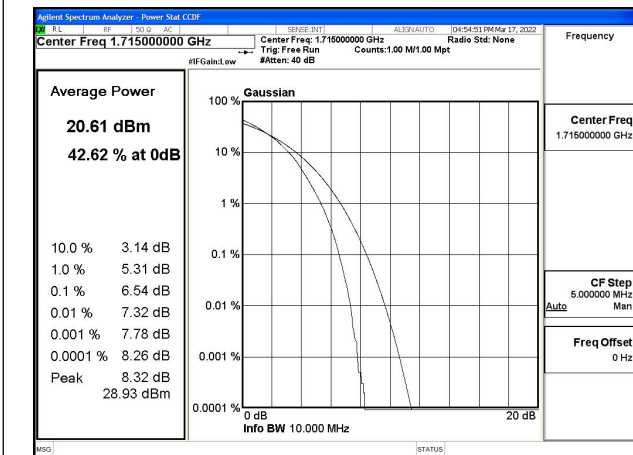 Agilent Spectrum Analyzer - Power Stat CCDF
RL RF 50 Ω AC SENSE:INT ALIGN AUTO 04:54:51 PM Mar 17, 2022
Center Freq 1.715000000 GHz
Center Freq: 1.715000000 GHz Radio Std: None
Trig: Free Run Counts:1.00 M/1.00 Mpt
#IFGain:Low #Atten: 40 dB
Frequency
Average Power
20.61 dBm
42.62 % at 0dB
10.0 % 3.14 dB
1.0 % 5.31 dB
0.1 % 6.54 dB
0.01 % 7.32 dB
0.001 % 7.78 dB
0.0001 % 8.26 dB
Peak 8.32 dB
28.93 dBm
Gaussian
100 %
10 %
1 %
0.1 %
0.01 %
0.001 %
0.0001 %
0 dB 20 dB
Info BW 10.000 MHz
Center Freq
1.715000000 GHz
CF Step
5.000000 MHz
Auto Man
Freq Offset
0 Hz
MSG STATUS